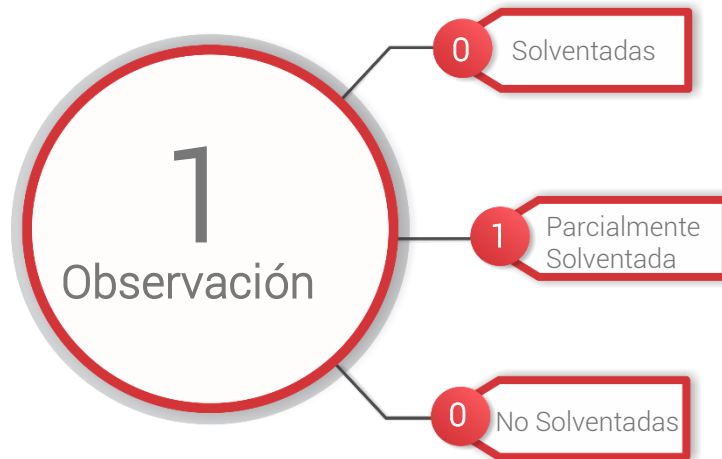 1
Observación
0
Solventadas
1
Parcialmente
Solventada
0
No Solventadas